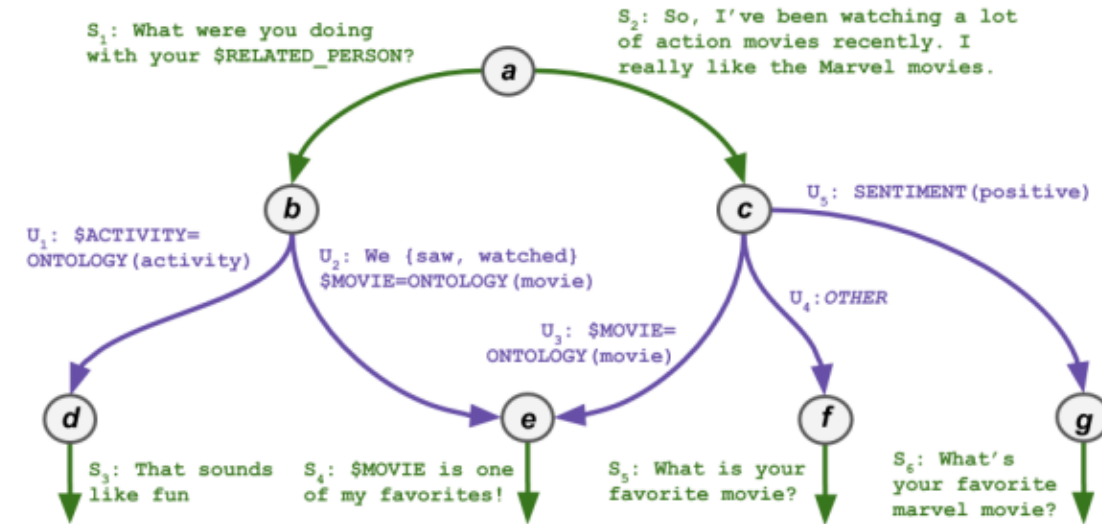 S1: What were you doing
with your $RELATED_PERSON?
S2: So, I've been watching a lot
of action movies recently. I
really like the Marvel movies.
a
b
c
U5: SENTIMENT(positive)
U1: $ACTIVITY=
ONTOLOGY(activity)
U2: We {saw, watched}
$MOVIE=ONTOLOGY(movie)
U3: $MOVIE=
ONTOLOGY(movie)
U4:OTHER
d
e
f
g
S3: That sounds
like fun
S4: $MOVIE is one
of my favorites!
S5: What is your
favorite movie?
S6: What's
your favorite
marvel movie?